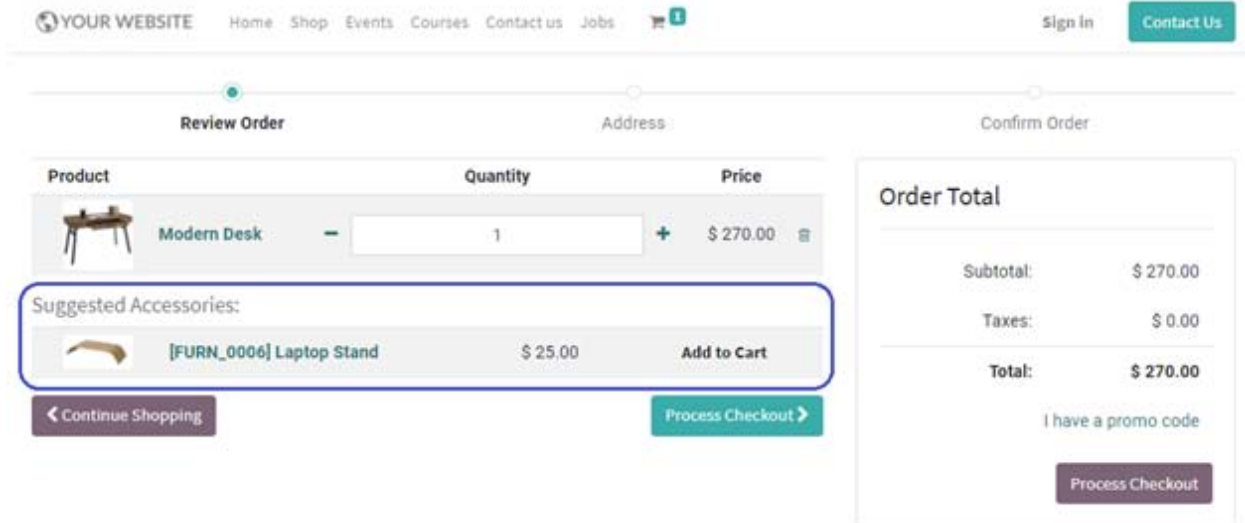 YOUR WEBSITE Home Shop Events Courses Contact us Jobs 1 Sign in Contact Us
Review Order Address Confirm Order
Product Quantity Price
Order Total
Modern Desk - 1 + $ 270.00
Subtotal: $ 270.00
Suggested Accessories:
Taxes: $ 0.00
[FURN_0006] Laptop Stand $ 25.00 Add to Cart
Total: $ 270.00
Continue Shopping Process Checkout
I have a promo code
Process Checkout